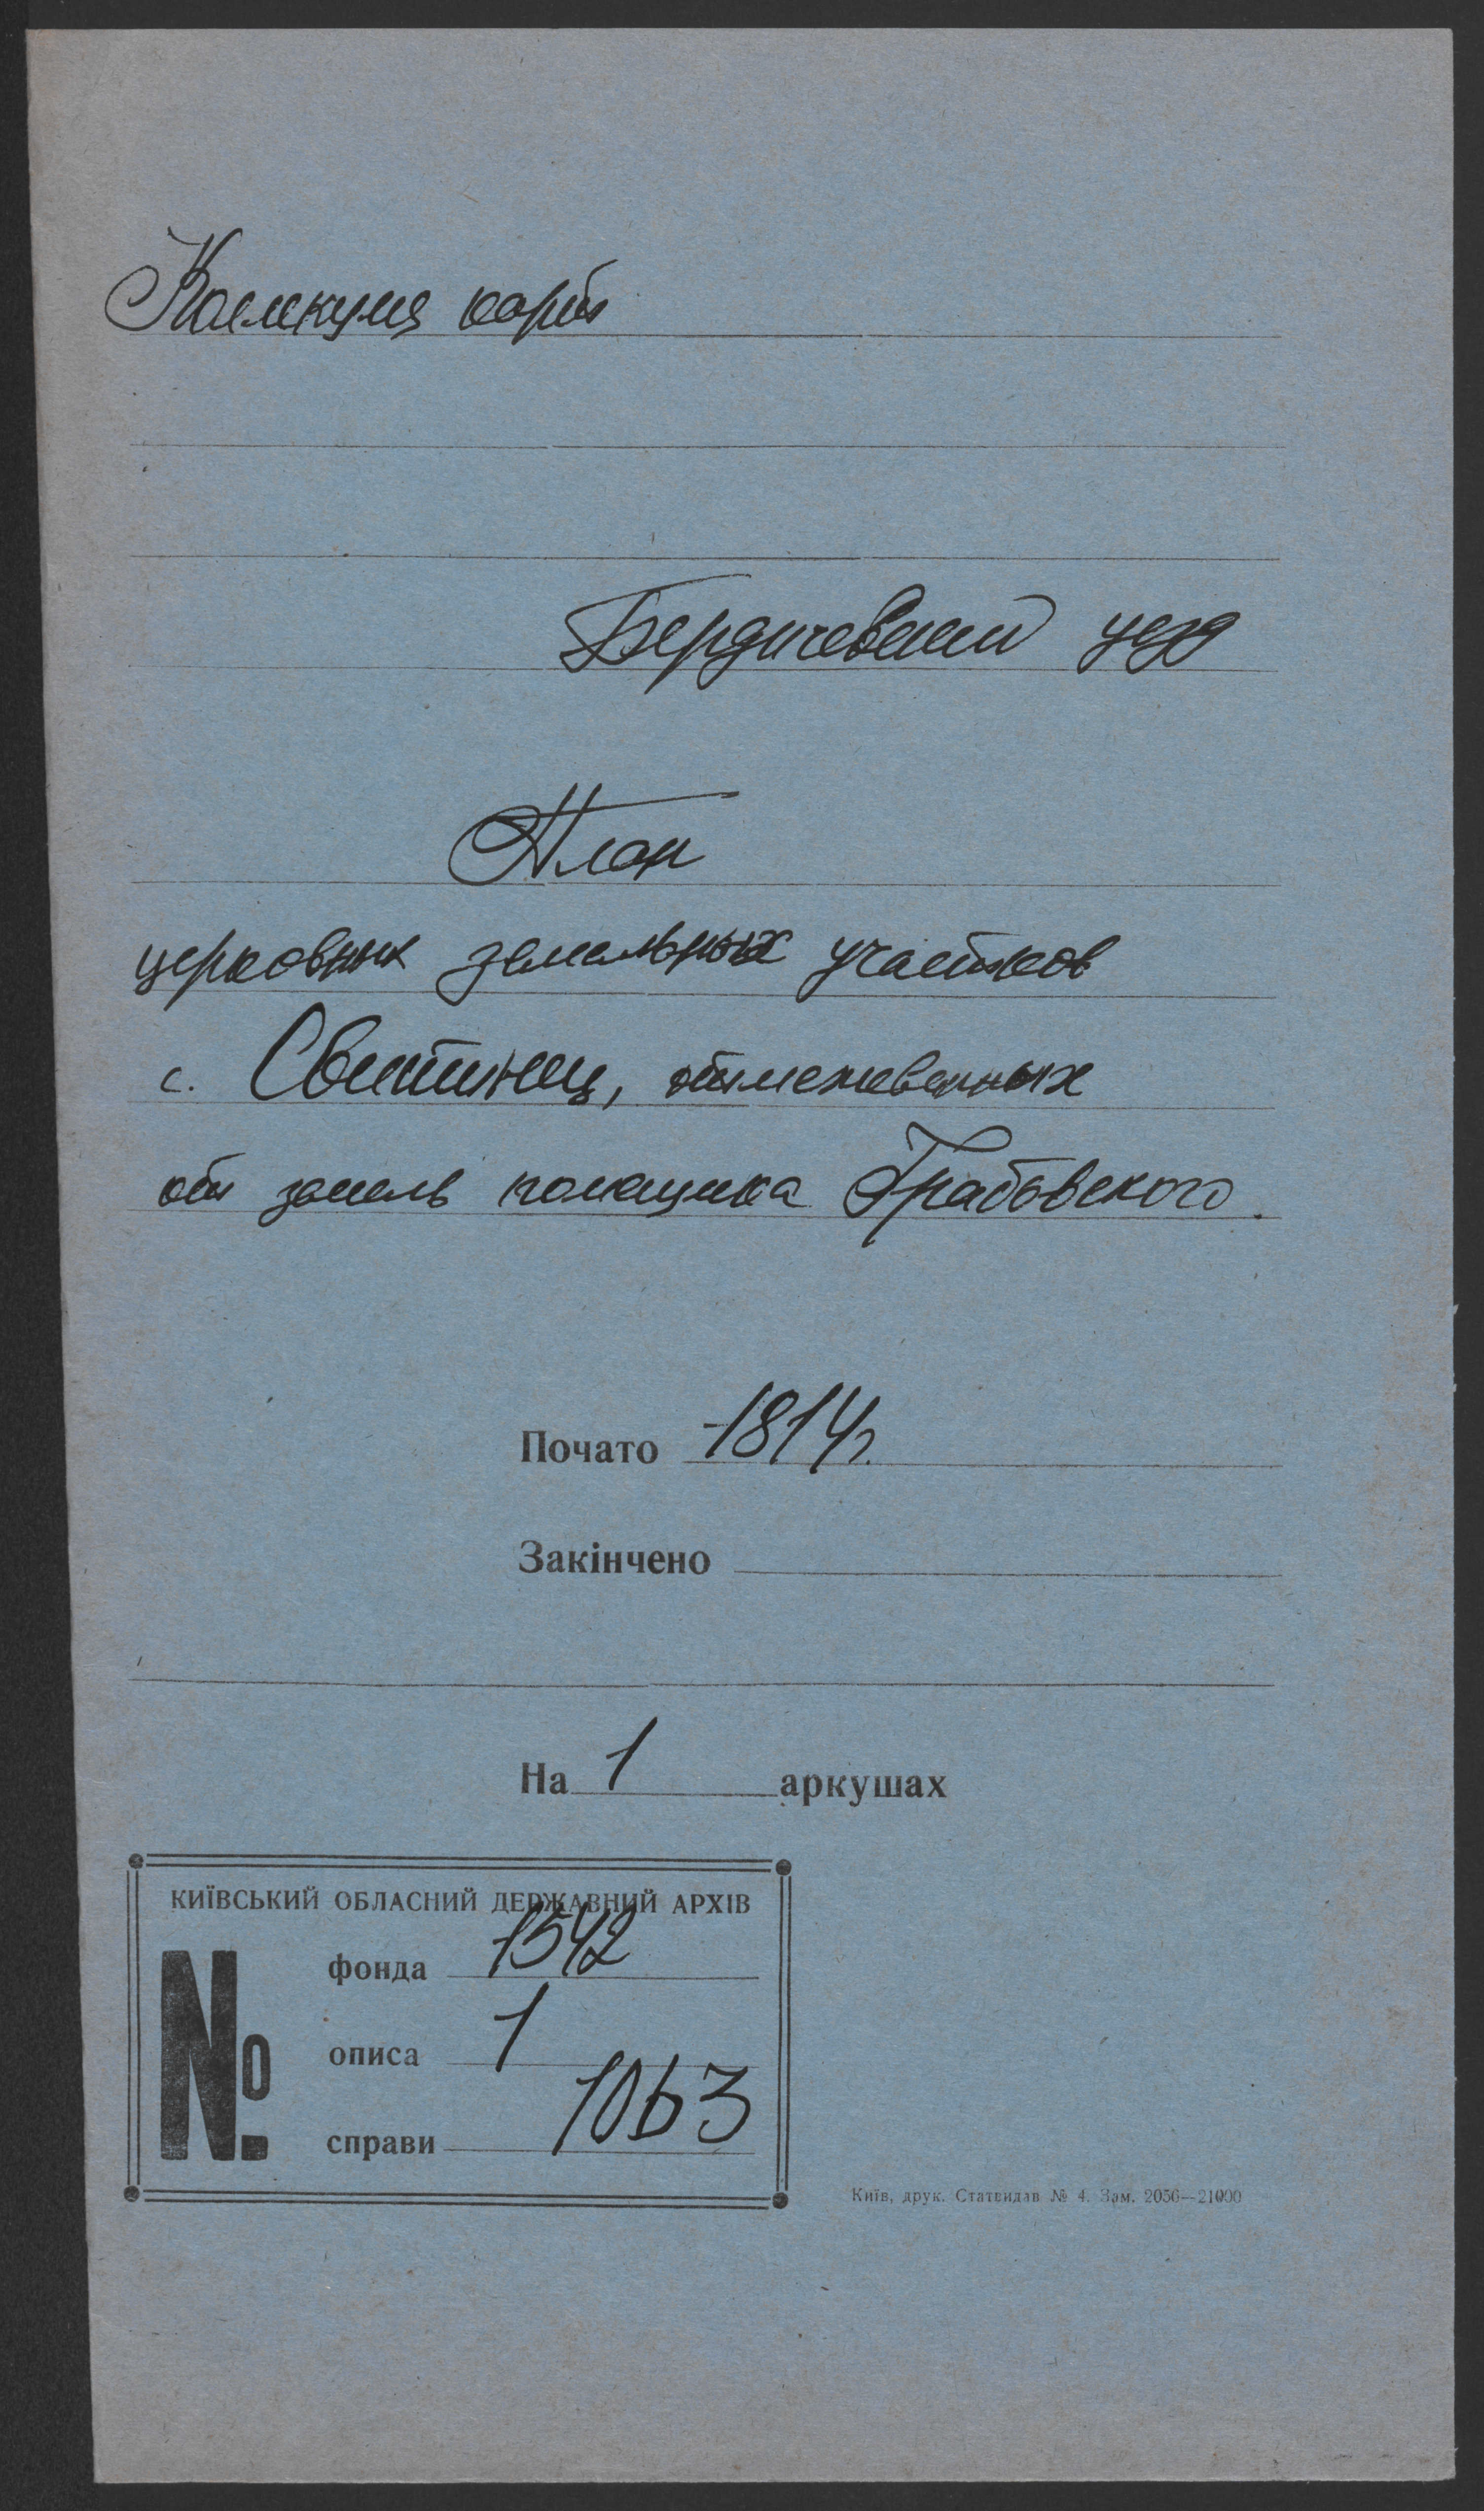 Коллекция карт
Бердичевский уезд
План
церковных земельных участков
с. Свитинец, отмежеванных
от земель помещика Грабовского.
Почато 1814г.
Закінчено
На 1 аркушах
КИЇВСЬКИЙ ОБЛАСНИЙ ДЕРЖАВНИЙ АРХІВ
№
фонда 1542
описа 1
справи 1063
Київ, друк. Статвидав № 4. Зам. 2056—21000